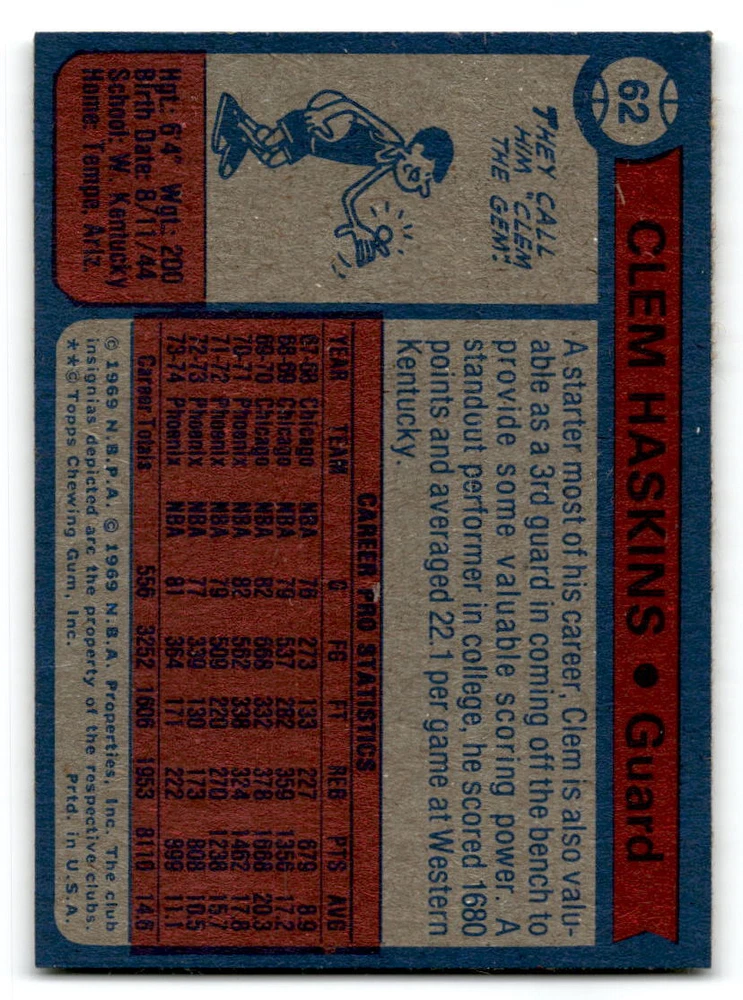 62
CLEM HASKINS • Guard
THEY CALL
HIM "CLEM
THE GEM".
A starter most of his career, Clem is also valu-
able as a 3rd guard in coming off the bench to
provide some valuable scoring power. A
standout performer in college, he scored 1680
points and averaged 22.1 per game at Western
Kentucky.
Hgt: 6'4" Wgt: 200
Birth Date: 8/11/44
School: W. Kentucky
Home: Tempe, Ariz.
CAREER PRO STATISTICS
YEAR TEAM G FG FT REB PTS AVG
67-68 Chicago NBA 76 273 133 227 679 8.9
68-69 Chicago NBA 79 537 282 359 1356 17.2
69-70 Chicago NBA 82 668 332 378 1668 20.3
70-71 Phoenix NBA 82 562 338 324 1462 17.8
71-72 Phoenix NBA 79 509 220 270 1238 15.7
72-73 Phoenix NBA 77 339 130 173 808 10.5
73-74 Phoenix NBA 81 364 171 222 899 11.1
Career Totals 556 3252 1606 1953 8110 14.6
© 1969 N.B.P.A. © 1969 N.B.A. Properties, Inc. The club
insignias depicted are the property of the respective clubs.
★★© Topps Chewing Gum, Inc. Prtd. in U.S.A.